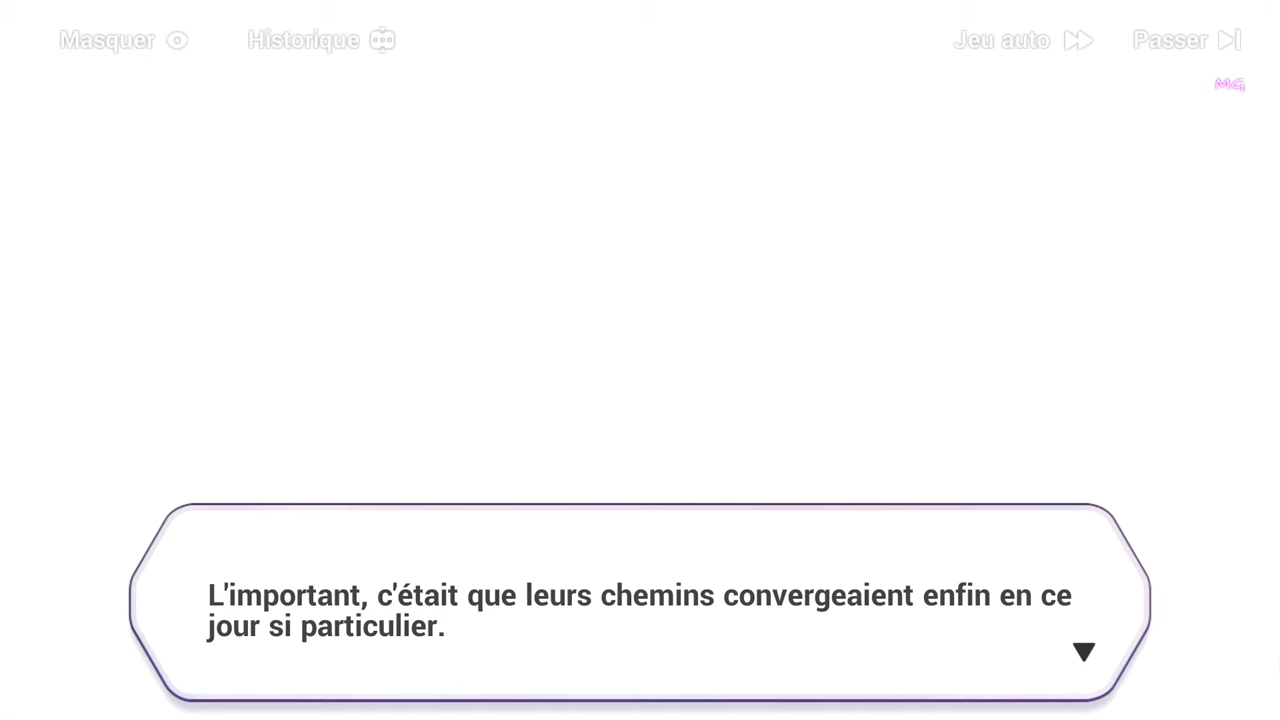 Masquer
Historique
Jeu auto
Passer
MG
L'important, c'était que leurs chemins convergeaient enfin en ce
jour si particulier.